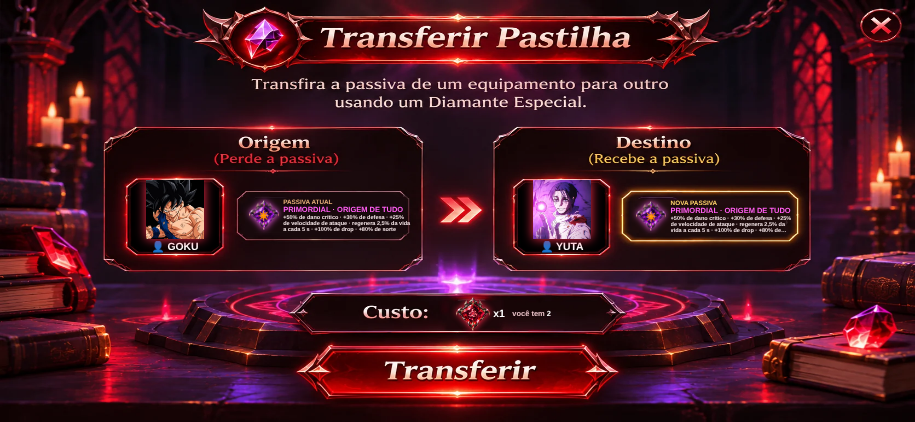 Transferir Pastilha
Transfira a passiva de um equipamento para outro
usando um Diamante Especial.
Origem
(Perde a passiva)
PASSIVA ATUAL
PRIMORDIAL · ORIGEM DE TUDO
+50% de dano crítico · +30% de defesa · +25%
de velocidade de ataque · regenera 2,5% da vida
a cada 5 s · +100% de drop · +80% de sorte
GOKU
Destino
(Recebe a passiva)
NOVA PASSIVA
PRIMORDIAL · ORIGEM DE TUDO
+50% de dano crítico · +30% de defesa · +25%
de velocidade de ataque · regenera 2,5% da
vida a cada 5 s · +100% de drop · +80% de...
YUTA
Custo:
x1 você tem 2
Transferir